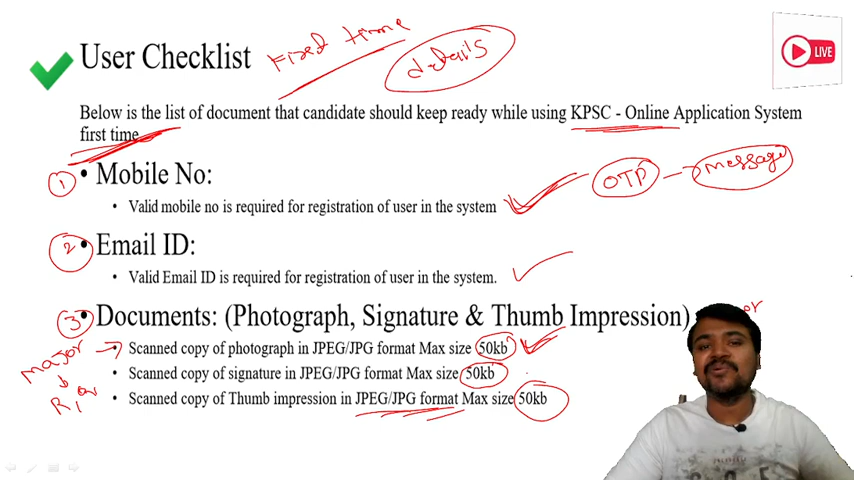 User Checklist
Fixed time
details
LIVE
Below is the list of document that candidate should keep ready while using KPSC - Online Application System
first time
1 • Mobile No:
OTP → message
• Valid mobile no is required for registration of user in the system
2 • Email ID:
• Valid Email ID is required for registration of user in the system.
3 • Documents: (Photograph, Signature & Thumb Impression)
major
• Scanned copy of photograph in JPEG/JPG format Max size 50kb
• Scanned copy of signature in JPEG/JPG format Max size 50kb
• Scanned copy of Thumb impression in JPEG/JPG format Max size 50kb